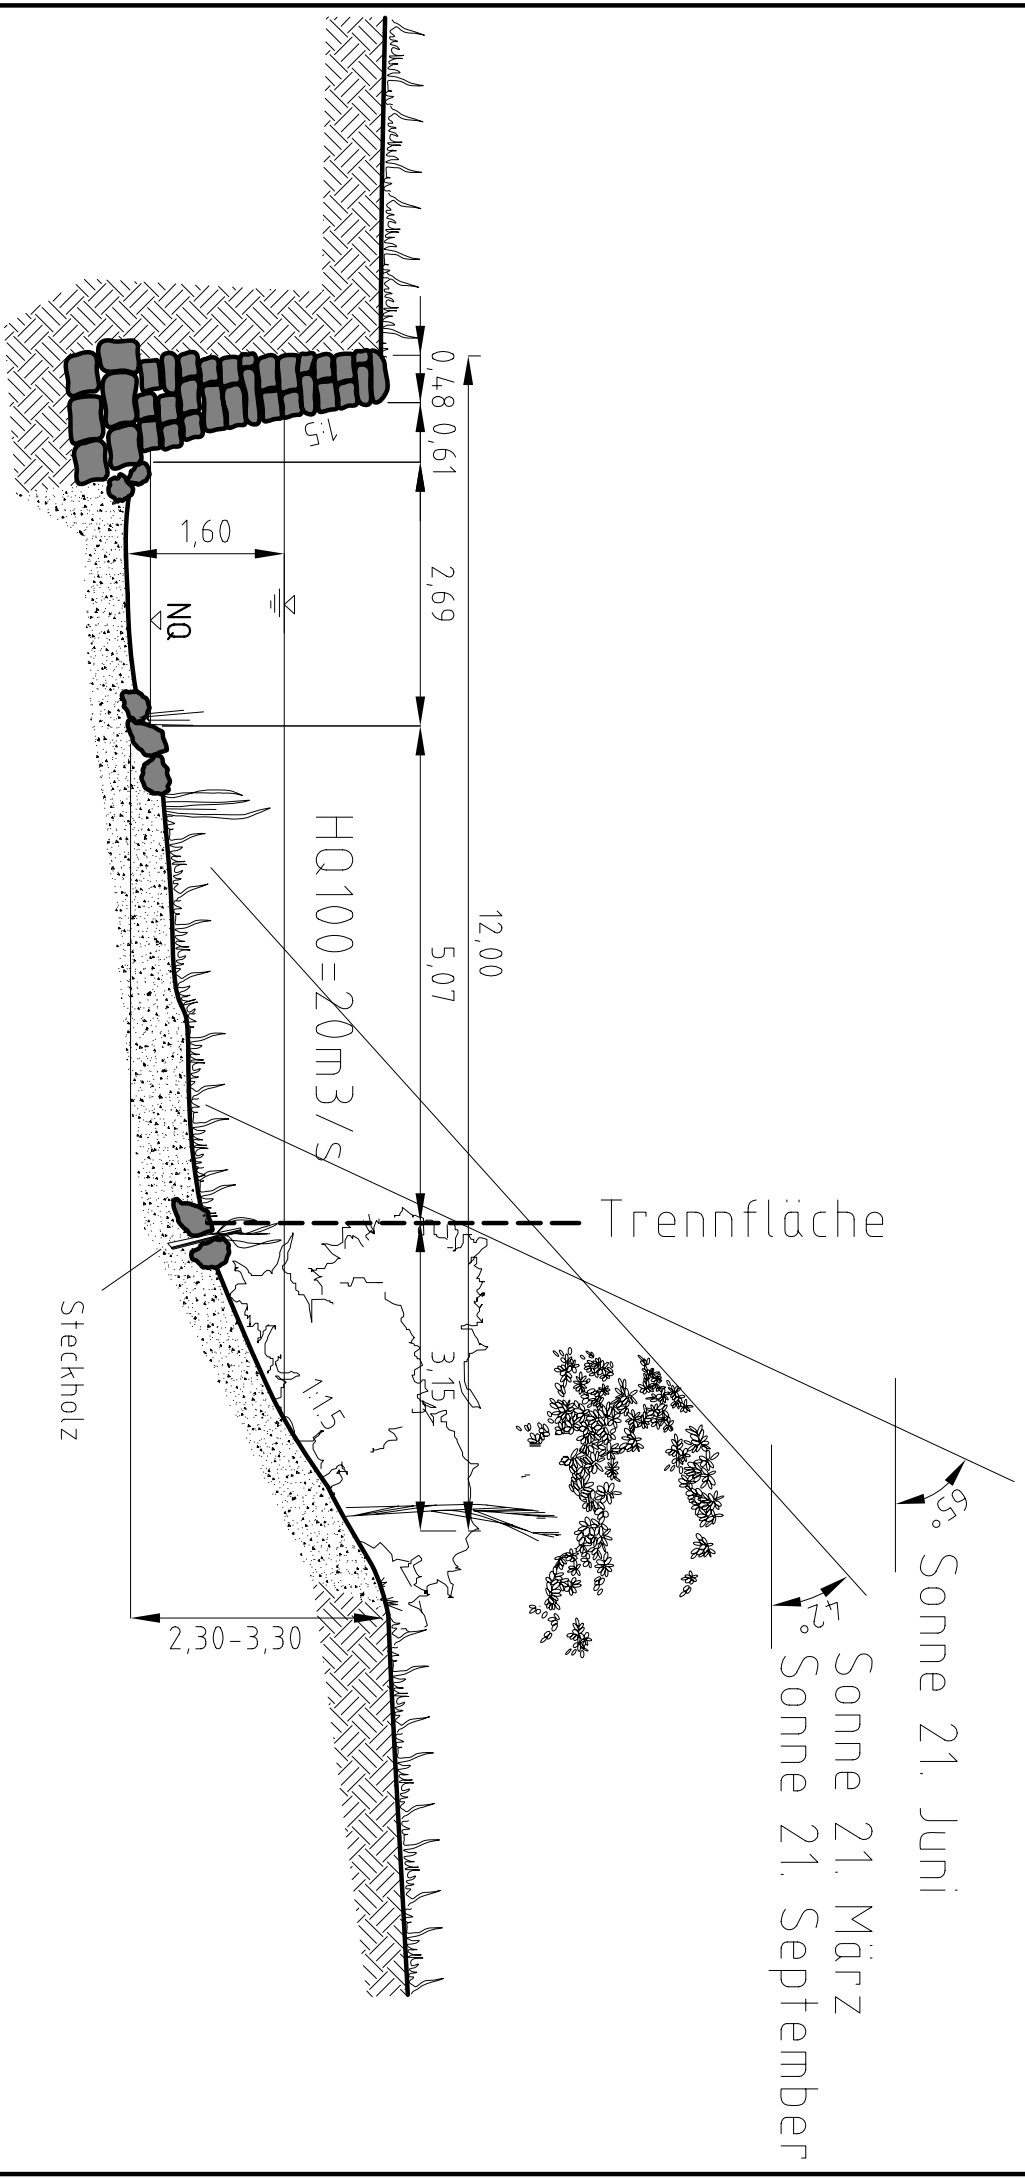 65° Sonne 21. Juni
42° Sonne 21. März
Sonne 21. September
Trennfläche
12,00
0,48
0,61
2,69
5,07
3,15
1:5
1,60
NQ
HQ100=20m3/s
1:1,5
2,30-3,30
Steckholz